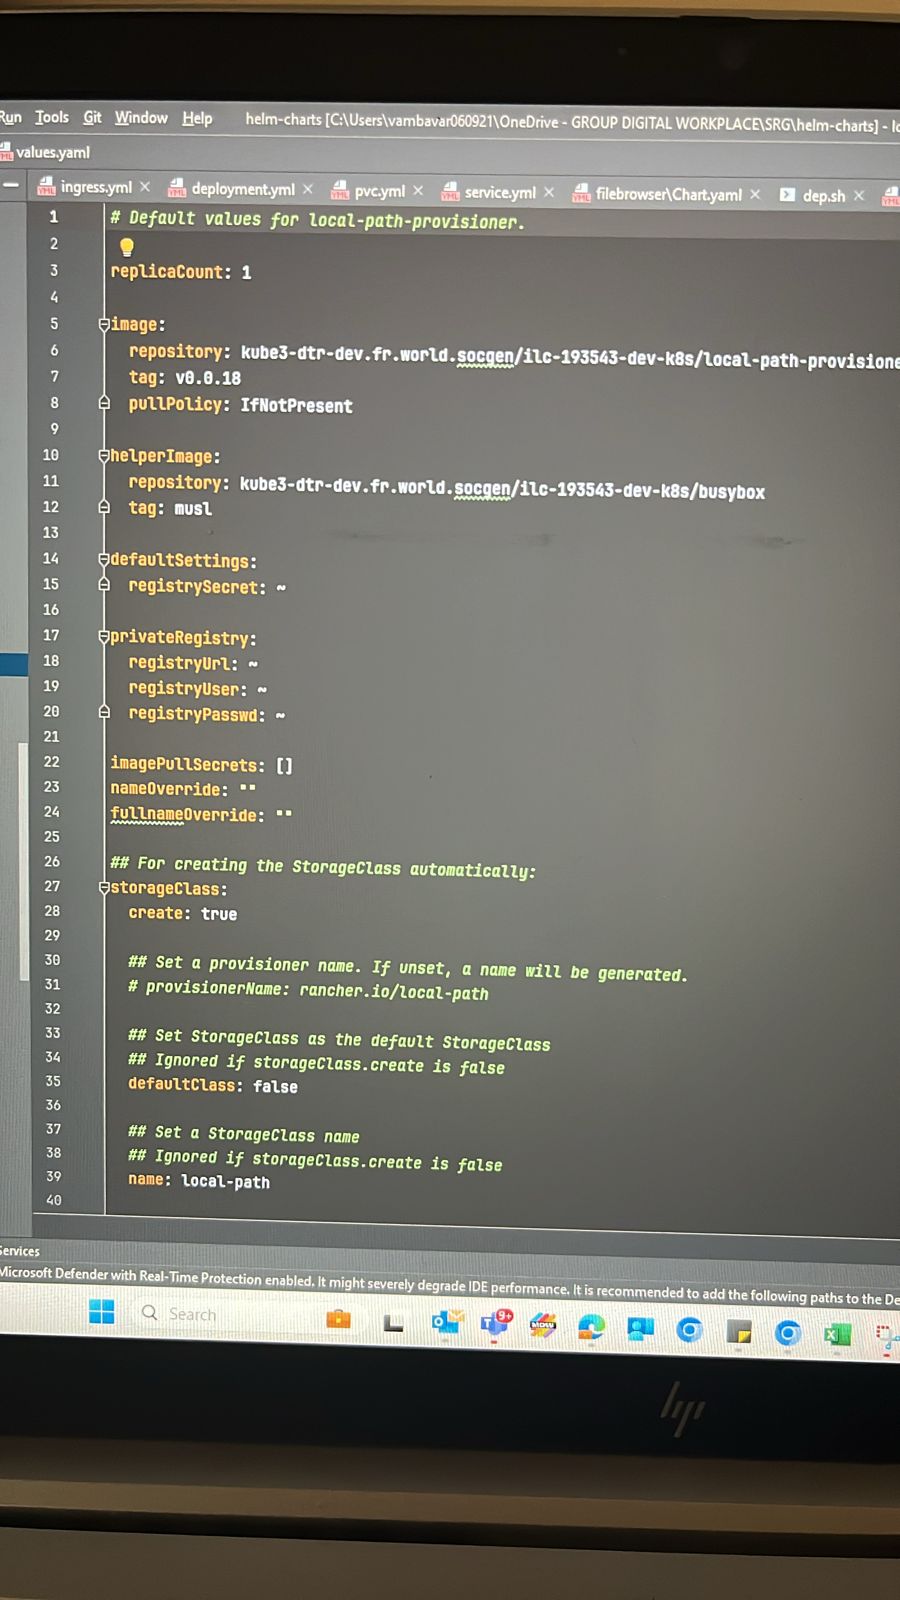 Run Tools Git Window Help helm-charts [C:\Users\vambavar060921\OneDrive - GROUP DIGITAL WORKPLACE\SRG\helm-charts] -
values.yaml
ingress.yml × deployment.yml × pvc.yml × service.yml × filebrowser\Chart.yaml × dep.sh ×
1 # Default values for local-path-provisioner.
2
3 replicaCount: 1
4
5 image:
6 repository: kube3-dtr-dev.fr.world.socgen/ilc-193543-dev-k8s/local-path-provisione
7 tag: v0.0.18
8 pullPolicy: IfNotPresent
9
10 helperImage:
11 repository: kube3-dtr-dev.fr.world.socgen/ilc-193543-dev-k8s/busybox
12 tag: musl
13
14 defaultSettings:
15 registrySecret: ~
16
17 privateRegistry:
18 registryUrl: ~
19 registryUser: ~
20 registryPasswd: ~
21
22 imagePullSecrets: []
23 nameOverride: ""
24 fullnameOverride: ""
25
26 ## For creating the StorageClass automatically:
27 storageClass:
28 create: true
29
30 ## Set a provisioner name. If unset, a name will be generated.
31 # provisionerName: rancher.io/local-path
32
33 ## Set StorageClass as the default StorageClass
34 ## Ignored if storageClass.create is false
35 defaultClass: false
36
37 ## Set a StorageClass name
38 ## Ignored if storageClass.create is false
39 name: local-path
40
Services
Microsoft Defender with Real-Time Protection enabled. It might severely degrade IDE performance. It is recommended to add the following paths to the De
Search
9+
hp